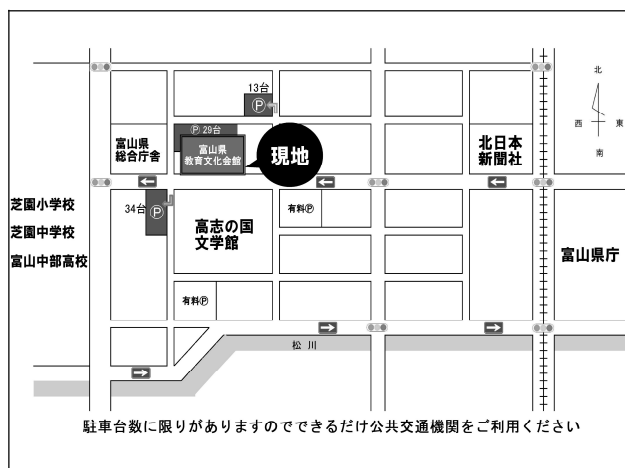 北
西
東
南
13台
Ⓟ
Ⓟ 29台
富山県
総合庁舎
富山県
教育文化会館
現地
北日本
新聞社
芝園小学校
芝園中学校
富山中部高校
34台
Ⓟ
高志の国
文学館
有料Ⓟ
富山県庁
有料Ⓟ
松川
駐車台数に限りがありますのでできるだけ公共交通機関をご利用ください